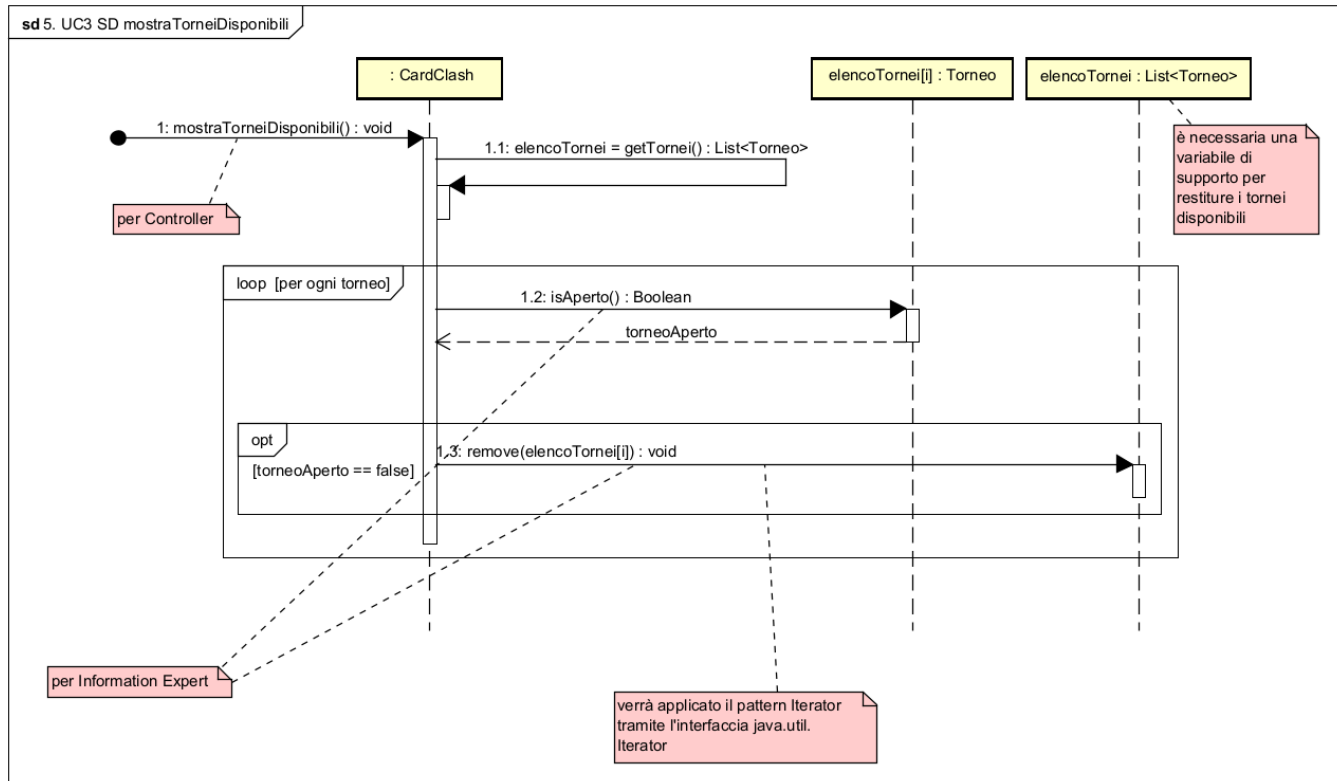 sd 5. UC3 SD mostraTorneiDisponibili
: CardClash
elencoTornei[i] : Torneo
elencoTornei : List<Torneo>
1: mostraTorneiDisponibili() : void
è necessaria una
variabile di
supporto per
restiture i tornei
disponibili
1.1: elencoTornei = getTornei() : List<Torneo>
per Controller
loop [per ogni torneo]
1.2: isAperto() : Boolean
torneoAperto
opt
1.3: remove(elencoTornei[i]) : void
[torneoAperto == false]
per Information Expert
verrà applicato il pattern Iterator
tramite l'interfaccia java.util.
Iterator